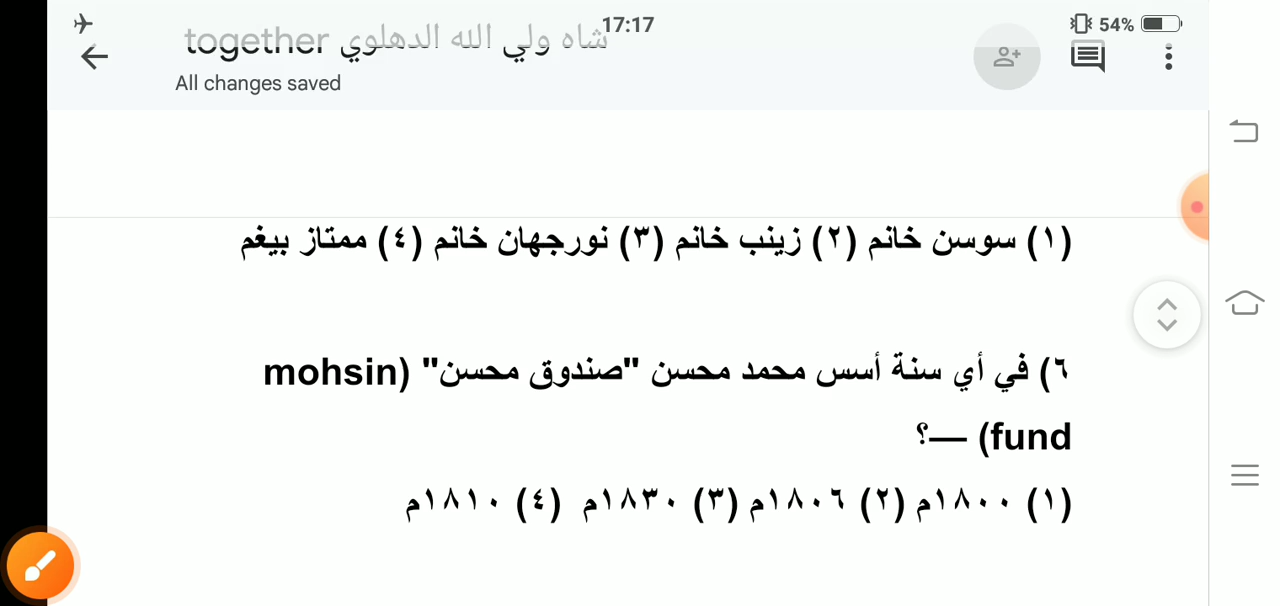 17:17
54%
together شاه ولي الله الدهلوي
All changes saved
(١) سوسن خانم (٢) زينب خانم (٣) نورجهان خانم (٤) ممتاز بيغم
٦) في أي سنة أسس محمد محسن "صندوق محسن" (mohsin
fund) —؟
(١) ١٨٠٠م (٢) ١٨٠٦م (٣) ١٨٣٠م (٤) ١٨١٠م